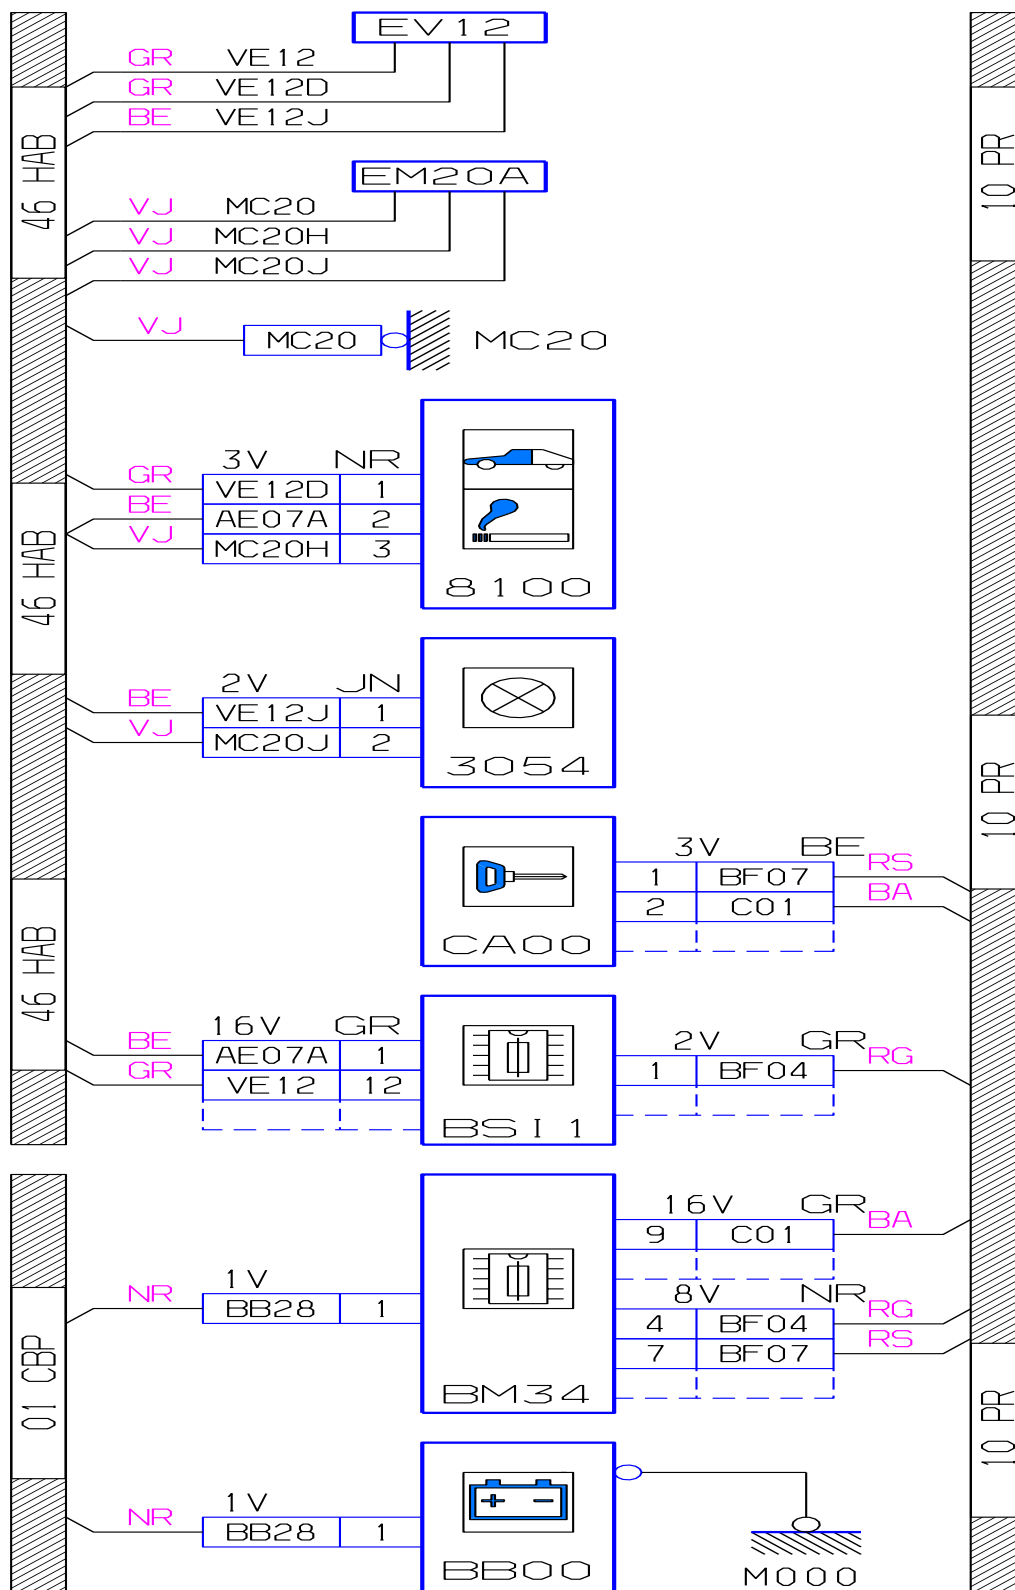 EV12
GR VE12
GR VE12D
BE VE12J
46 HAB
10 PR
EM20A
VJ MC20
VJ MC20H
VJ MC20J
VJ MC20 MC20
3V NR
GR VE12D 1
BE AE07A 2
VJ MC20H 3
8100
46 HAB
2V JN
BE VE12J 1
VJ MC20J 2
3054
10 PR
3V BE
1 BF07 RS
2 C01 BA
CA00
46 HAB
16V GR
BE AE07A 1
GR VE12 12
2V GR
1 BF04 RG
BSI1
16V GR
9 C01 BA
1V
NR BB28 1
8V NR
4 BF04 RG
7 BF07 RS
BM34
01 CBP
10 PR
1V
NR BB28 1
+ -
BB00
M000